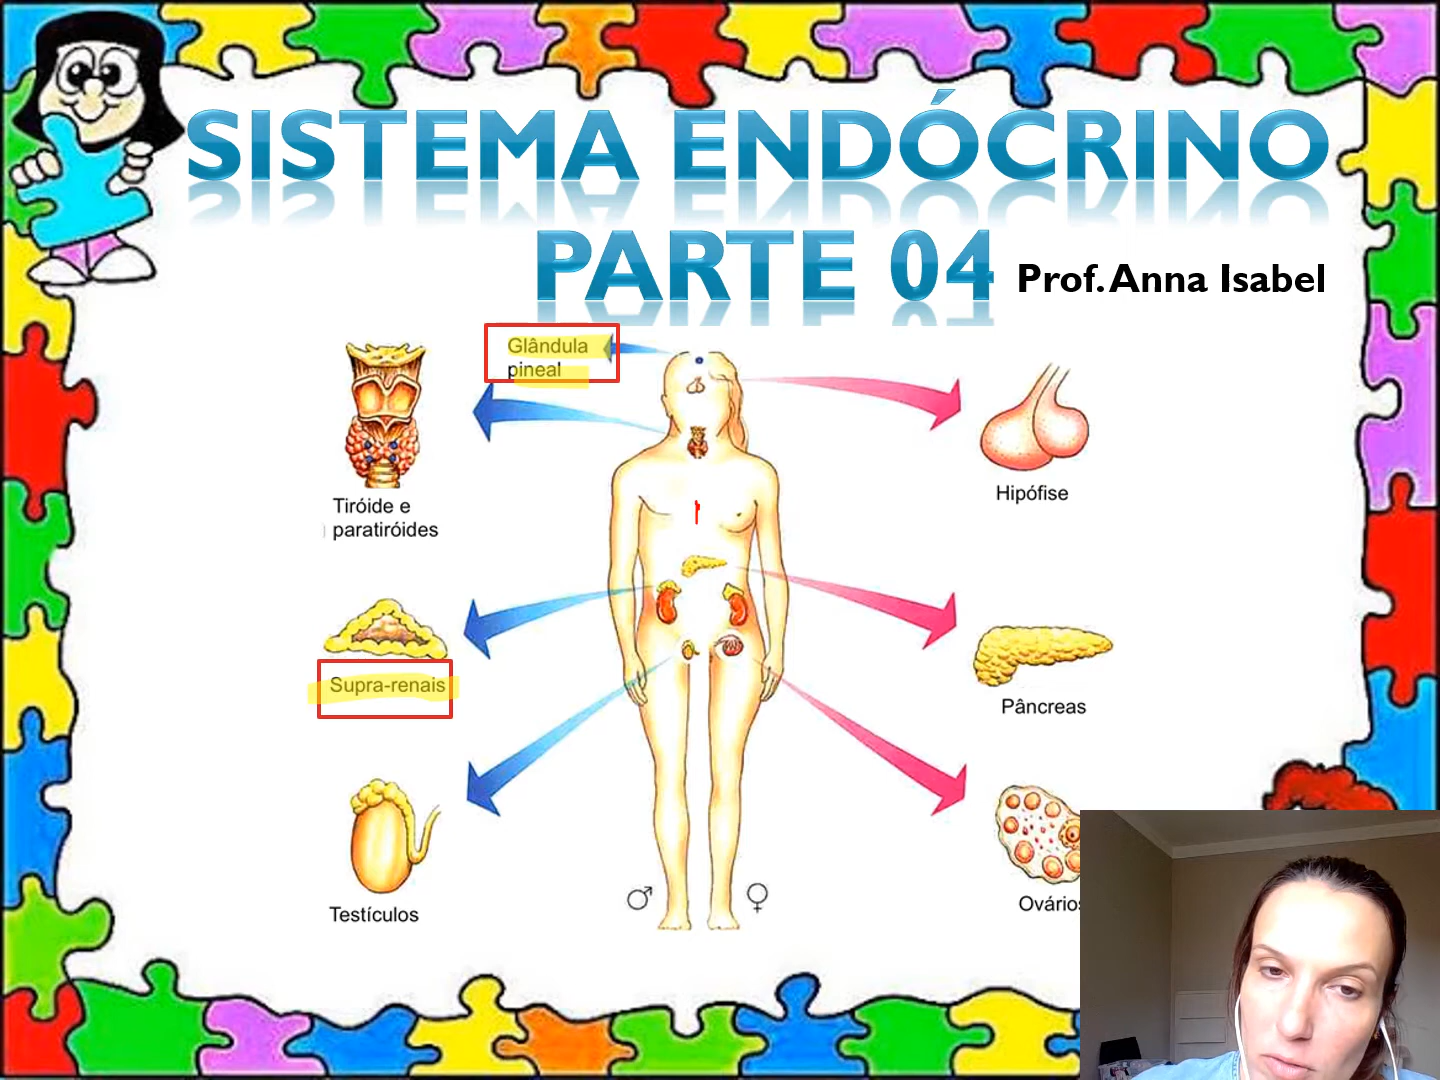 SISTEMA ENDÓCRINO
PARTE 04
Prof. Anna Isabel
Glândula
pineal
Tiróide e
paratiróides
Hipófise
Supra-renais
Pâncreas
Testículos
Ovários